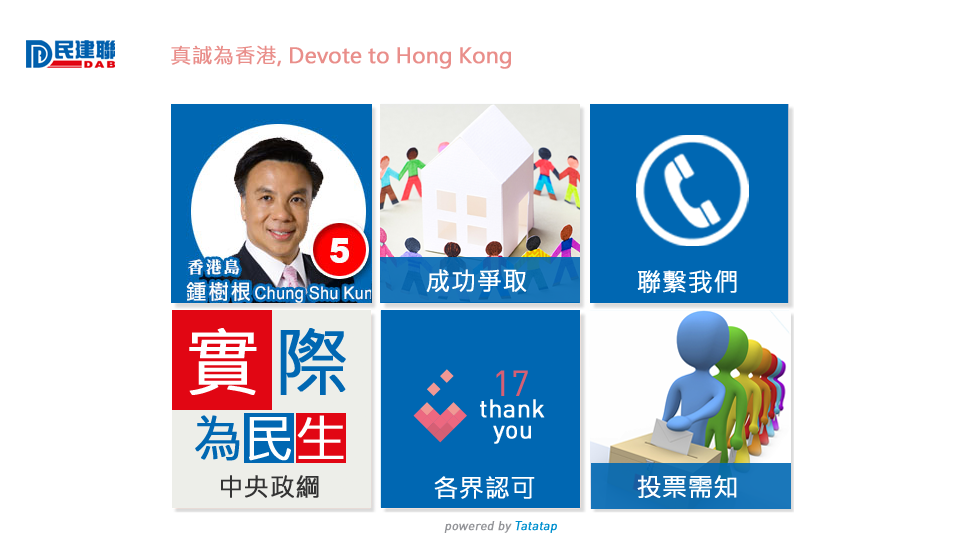 民建聯
DAB
真誠為香港, Devote to Hong Kong
5
香港島
鍾樹根 Chung Shu Kun
成功爭取
聯繫我們
實際
為民生
中央政綱
17
thank
you
各界認可
投票需知
powered by Tatatap